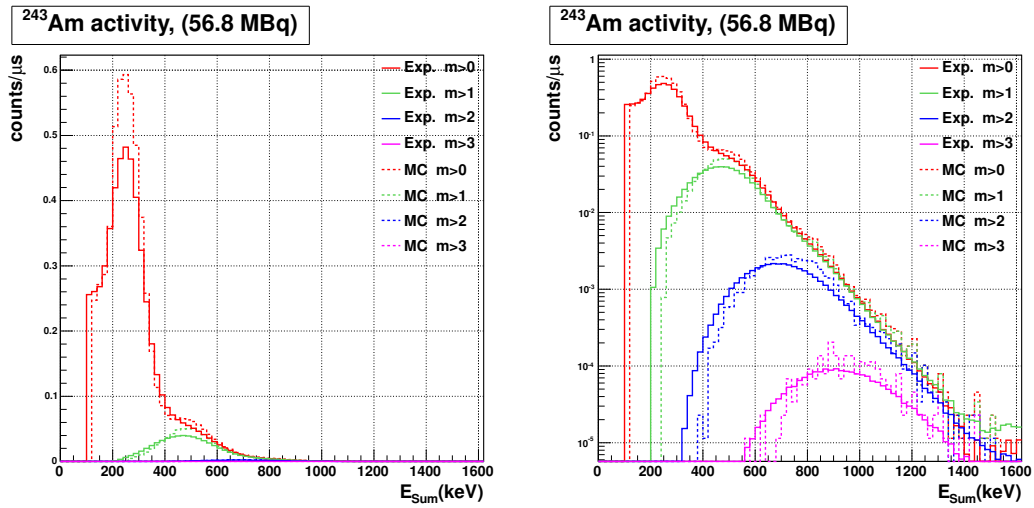 ²⁴³Am activity, (56.8 MBq)
counts/μs
0.6
0.5
0.4
0.3
0.2
0.1
0
Exp. m>0
Exp. m>1
Exp. m>2
Exp. m>3
MC m>0
MC m>1
MC m>2
MC m>3
0 200 400 600 800 1000 1200 1400 1600
E_Sum(keV)
²⁴³Am activity, (56.8 MBq)
counts/μs
1
10⁻¹
10⁻²
10⁻³
10⁻⁴
10⁻⁵
Exp. m>0
Exp. m>1
Exp. m>2
Exp. m>3
MC m>0
MC m>1
MC m>2
MC m>3
0 200 400 600 800 1000 1200 1400 1600
E_Sum(keV)